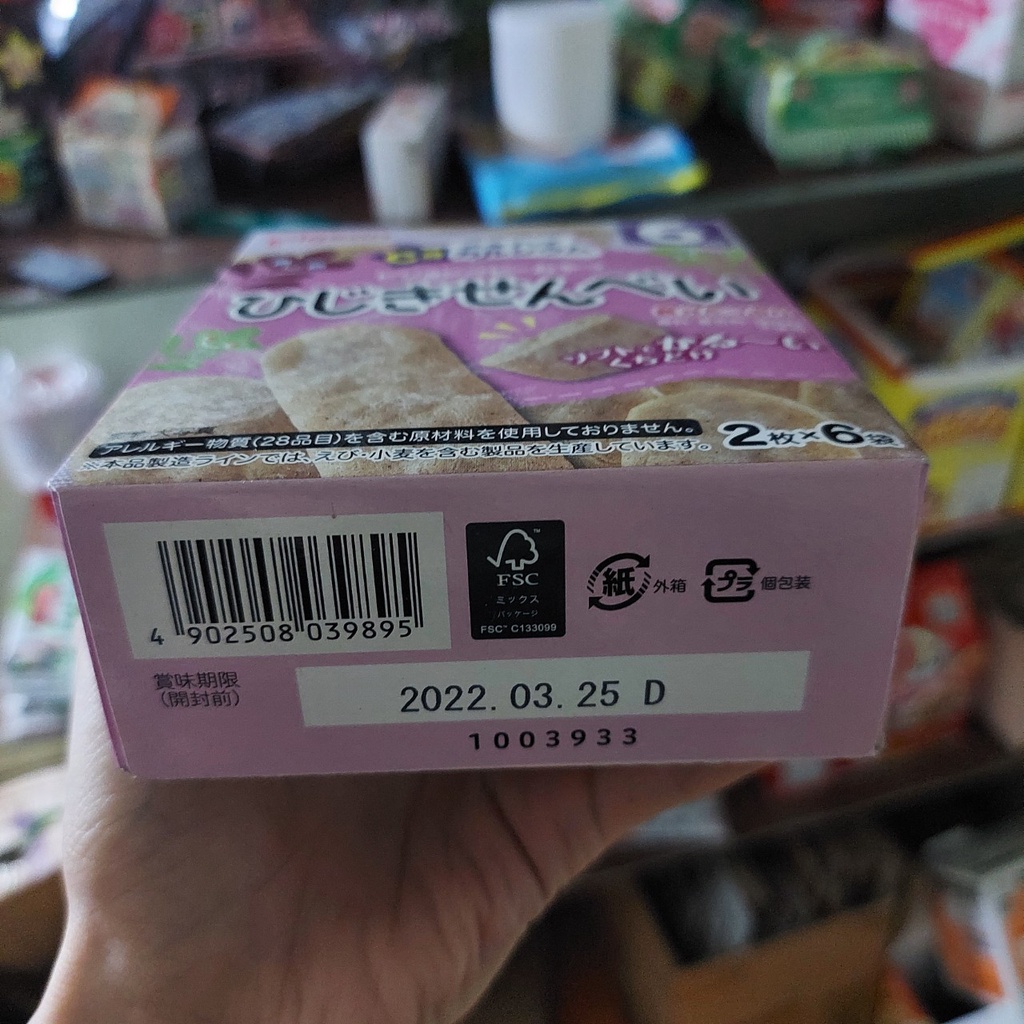 6
ひじきせんべい
アレルギー物質(28品目)を含む原材料を使用しておりません。
※本品製造ラインでは、えび・小麦を含む製品を生産しています。
2枚×6袋
4 902508 039895
FSC™
ミックス
パッケージ
FSC™ C133099
紙 外箱
プラ 個包装
賞味期限
(開封前)
2022.03.25 D
1003933